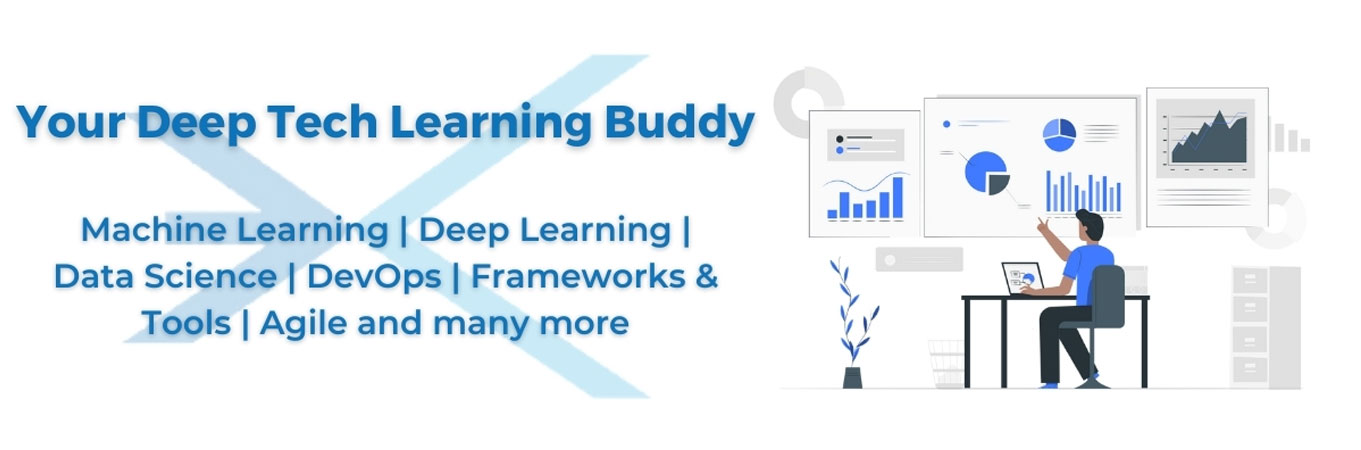 Your Deep Tech Learning Buddy
Machine Learning | Deep Learning |
Data Science | DevOps | Frameworks &
Tools | Agile and many more